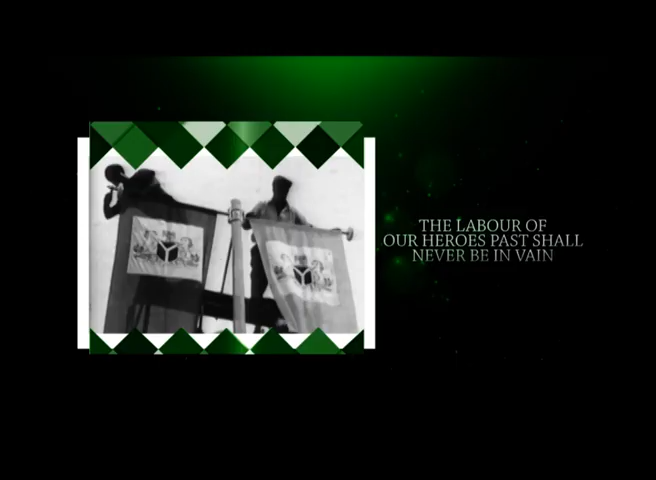 THE LABOUR OF
OUR HEROES PAST SHALL
NEVER BE IN VAIN